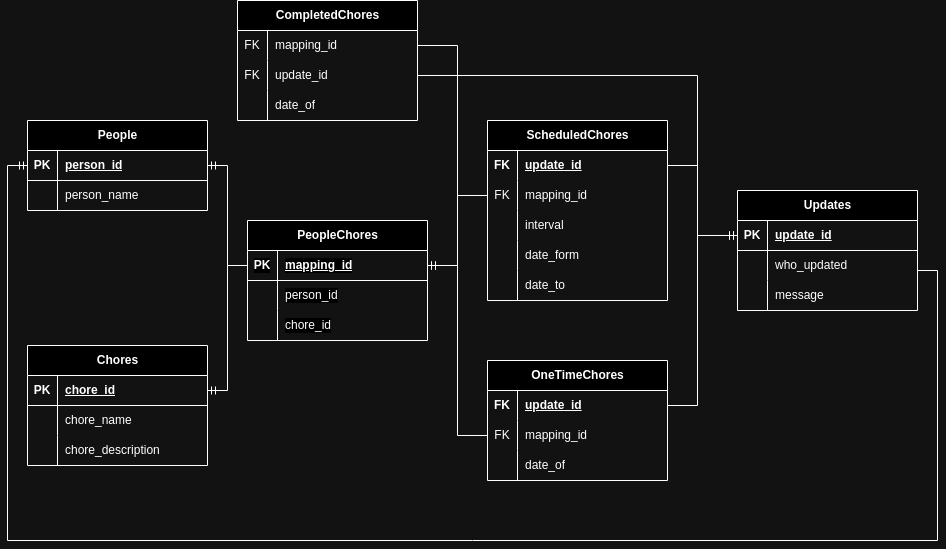 CompletedChores
FK mapping_id
FK update_id
date_of
People
PK person_id
person_name
ScheduledChores
FK update_id
FK mapping_id
interval
date_form
date_to
Updates
PK update_id
who_updated
message
PeopleChores
PK mapping_id
person_id
chore_id
Chores
PK chore_id
chore_name
chore_description
OneTimeChores
FK update_id
FK mapping_id
date_of